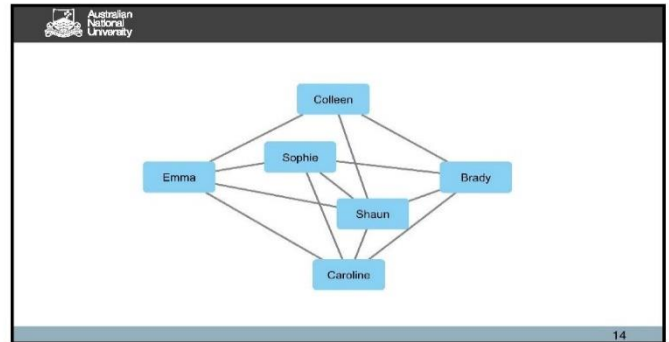 Australian
National
University
Colleen
Sophie
Emma
Brady
Shaun
Caroline
14